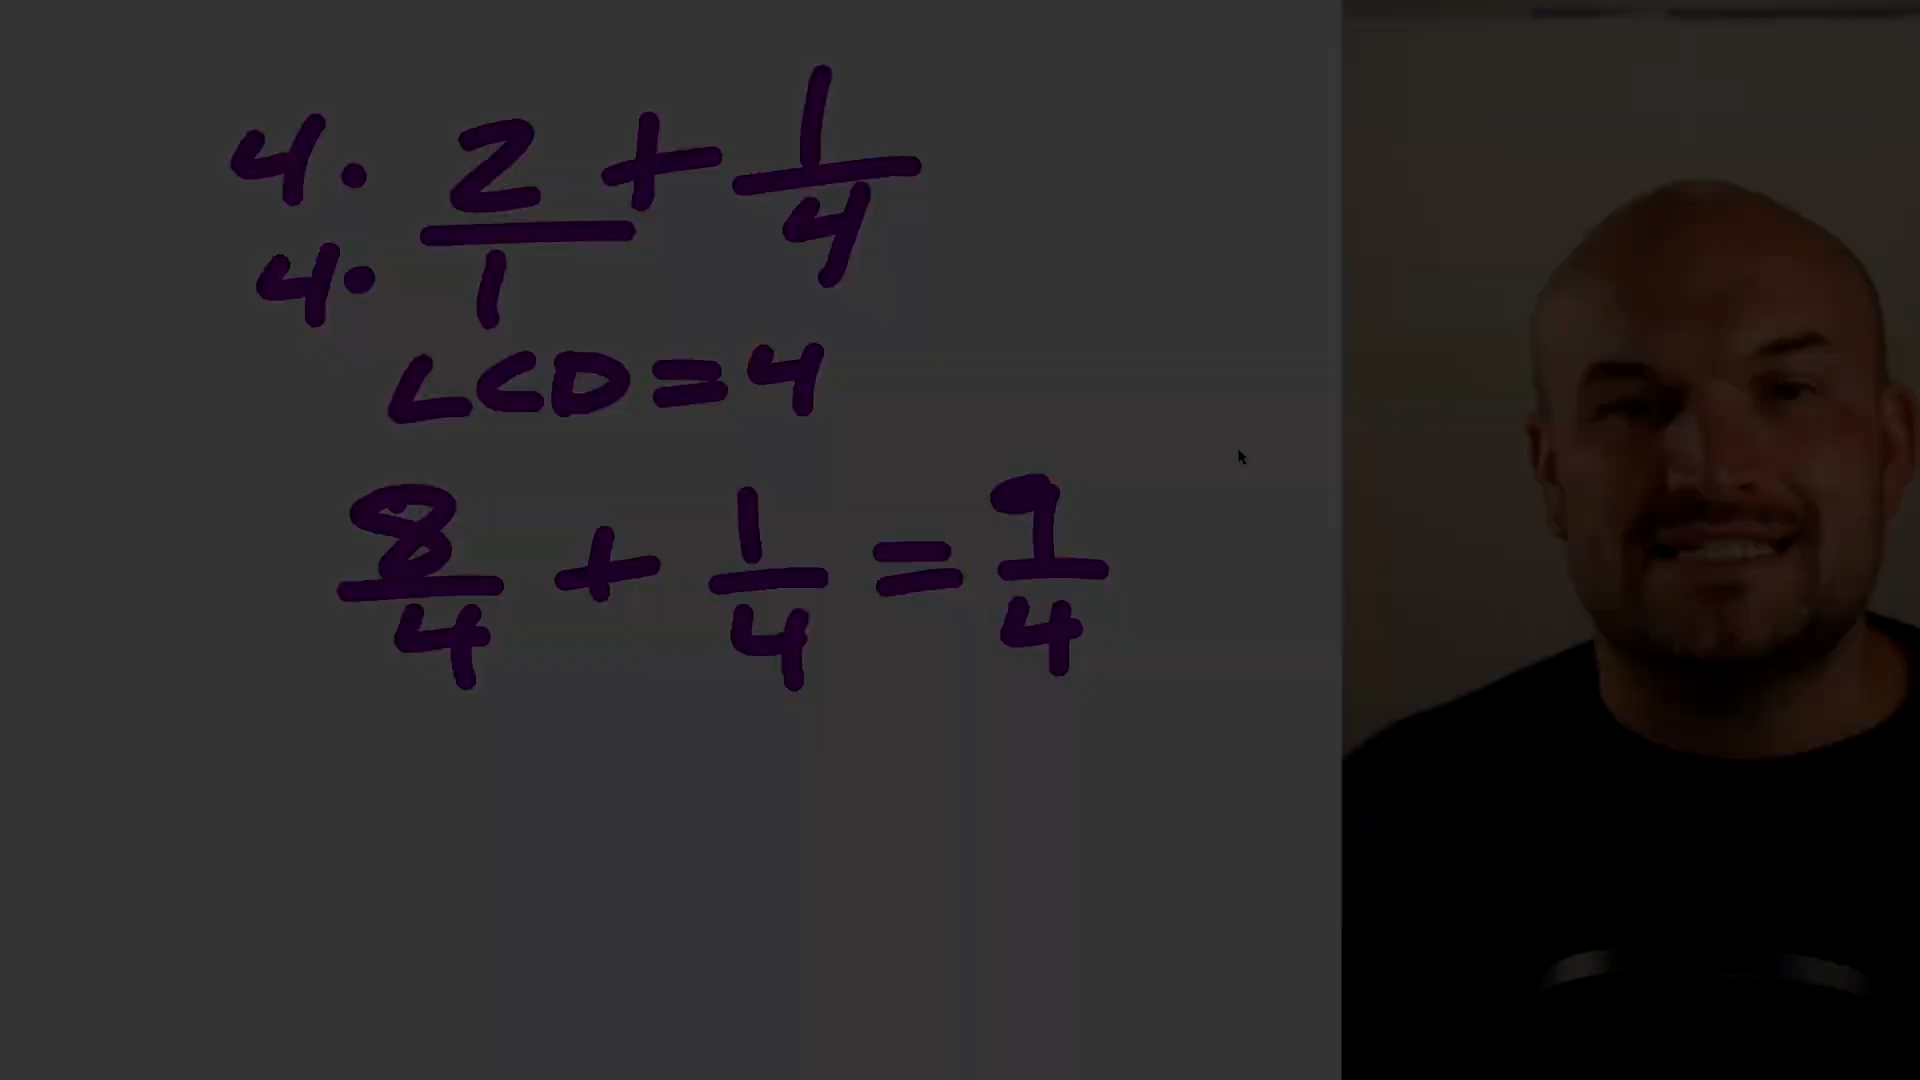 4· 2/1 + 1/4
4·
LCD=4
8/4 + 1/4 = 9/4